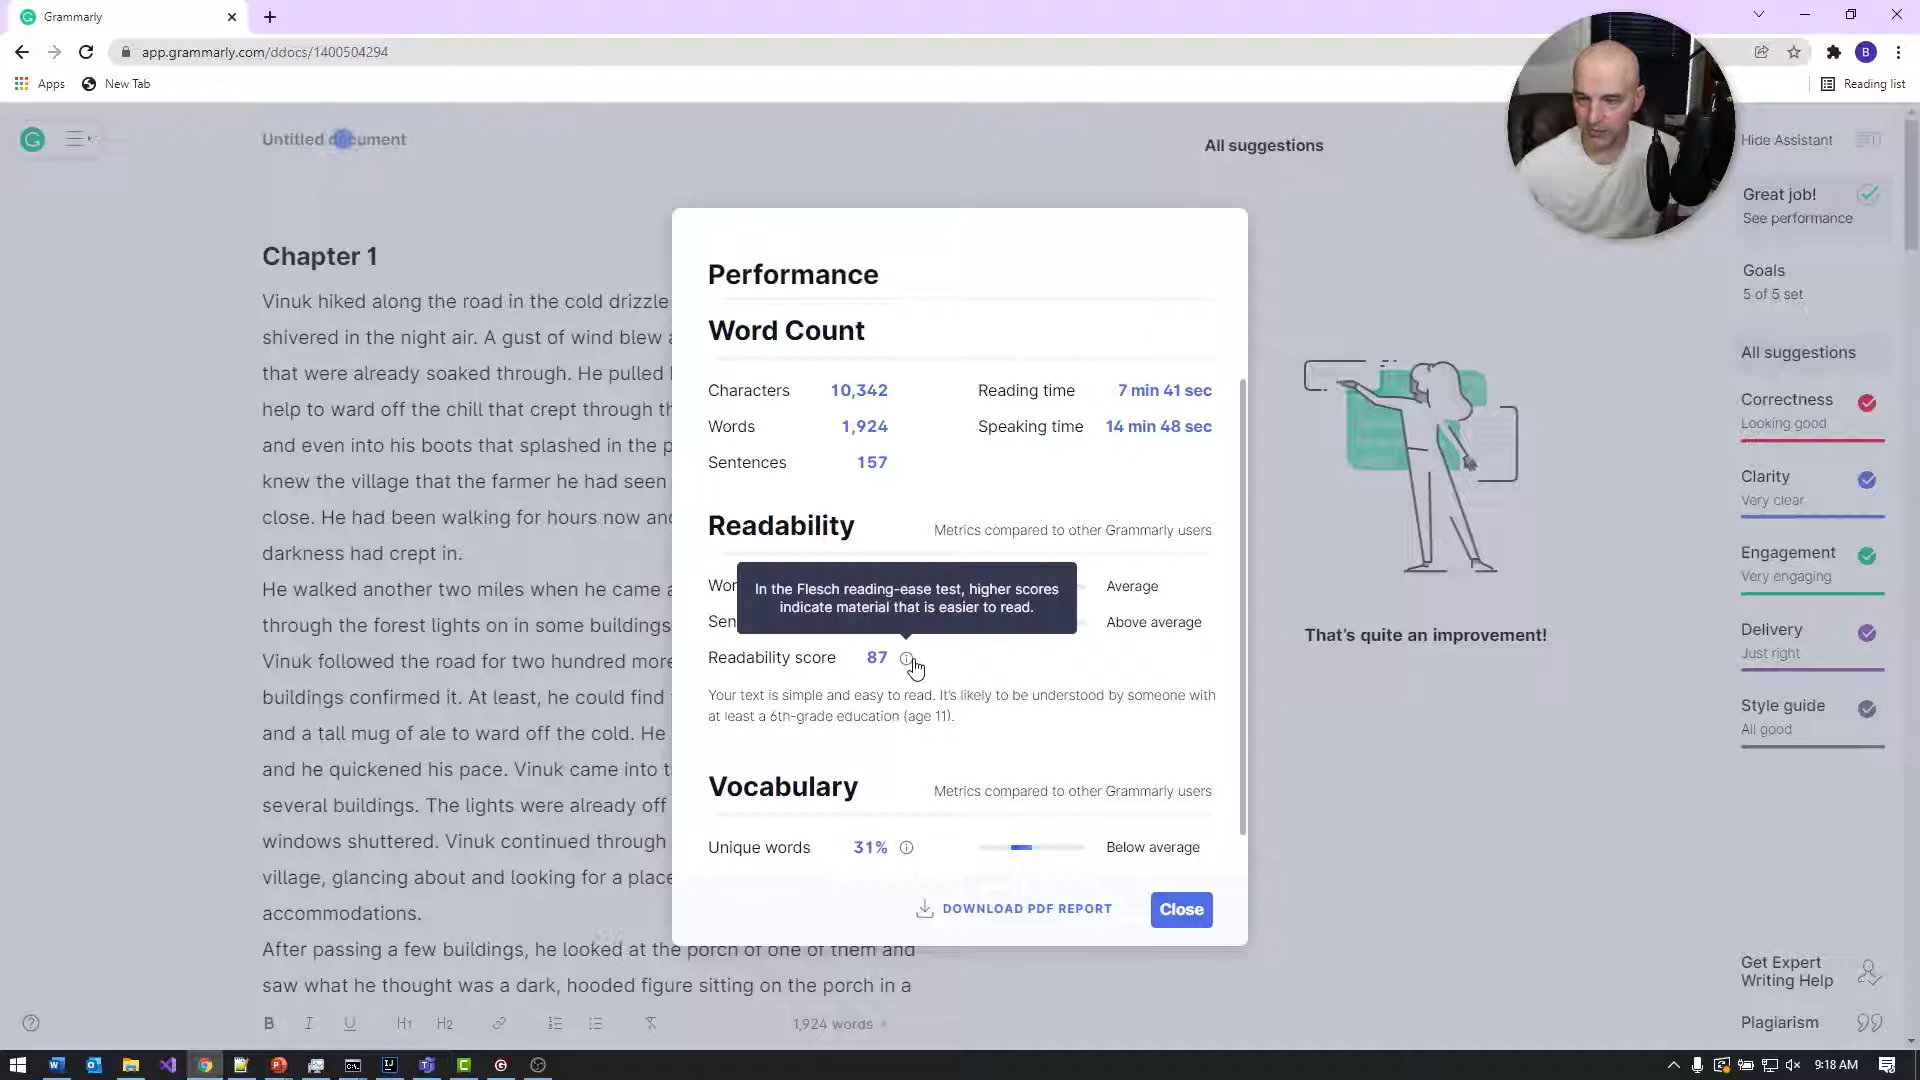 Grammarly
app.grammarly.com/ddocs/1400504294
B
Apps
New Tab
Reading list
Untitled document
All suggestions
Hide Assistant
Great job!
See performance
Goals
5 of 5 set
All suggestions
Correctness
Looking good
Clarity
Very clear
Engagement
Very engaging
Delivery
Just right
Style guide
All good
Get Expert
Writing Help
Plagiarism
Chapter 1
Vinuk hiked along the road in the cold drizzle
shivered in the night air. A gust of wind blew
that were already soaked through. He pulled
help to ward off the chill that crept through
and even into his boots that splashed in the
knew the village that the farmer he had seen
close. He had been walking for hours now
darkness had crept in.
He walked another two miles when he came
through the forest lights on in some buildings
Vinuk followed the road for two hundred more
buildings confirmed it. At least, he could find
and a tall mug of ale to ward off the cold. He
and he quickened his pace. Vinuk came into
several buildings. The lights were already off
windows shuttered. Vinuk continued through
village, glancing about and looking for a place
accommodations.
After passing a few buildings, he looked at the porch of one of them and
saw what he thought was a dark, hooded figure sitting on the porch in a
Performance
Word Count
Characters 10,342
Reading time 7 min 41 sec
Words 1,924
Speaking time 14 min 48 sec
Sentences 157
Readability
Metrics compared to other Grammarly users
In the Flesch reading-ease test, higher scores
indicate material that is easier to read.
Average
Above average
Readability score 87
Your text is simple and easy to read. It's likely to be understood by someone with
at least a 6th-grade education (age 11).
Vocabulary
Metrics compared to other Grammarly users
Unique words 31%
Below average
DOWNLOAD PDF REPORT
Close
That's quite an improvement!
B I U H1 H2
1,924 words
9:18 AM